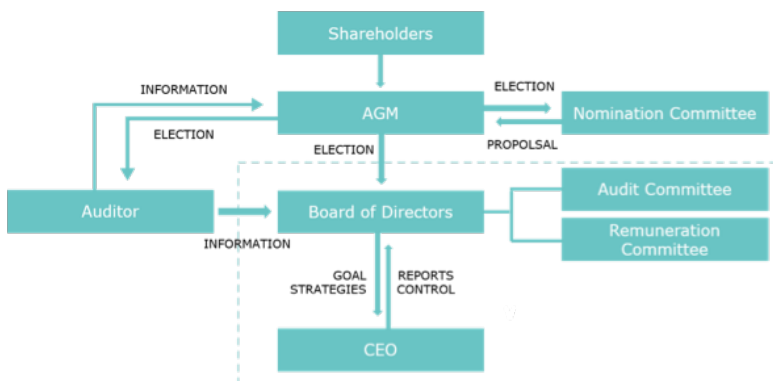 Shareholders
INFORMATION
ELECTION
AGM
Nomination Committee
ELECTION
ELECTION
PROPOLSAL
Audit Committee
Auditor
Board of Directors
INFORMATION
Remuneration
Committee
GOAL
STRATEGIES
REPORTS
CONTROL
CEO